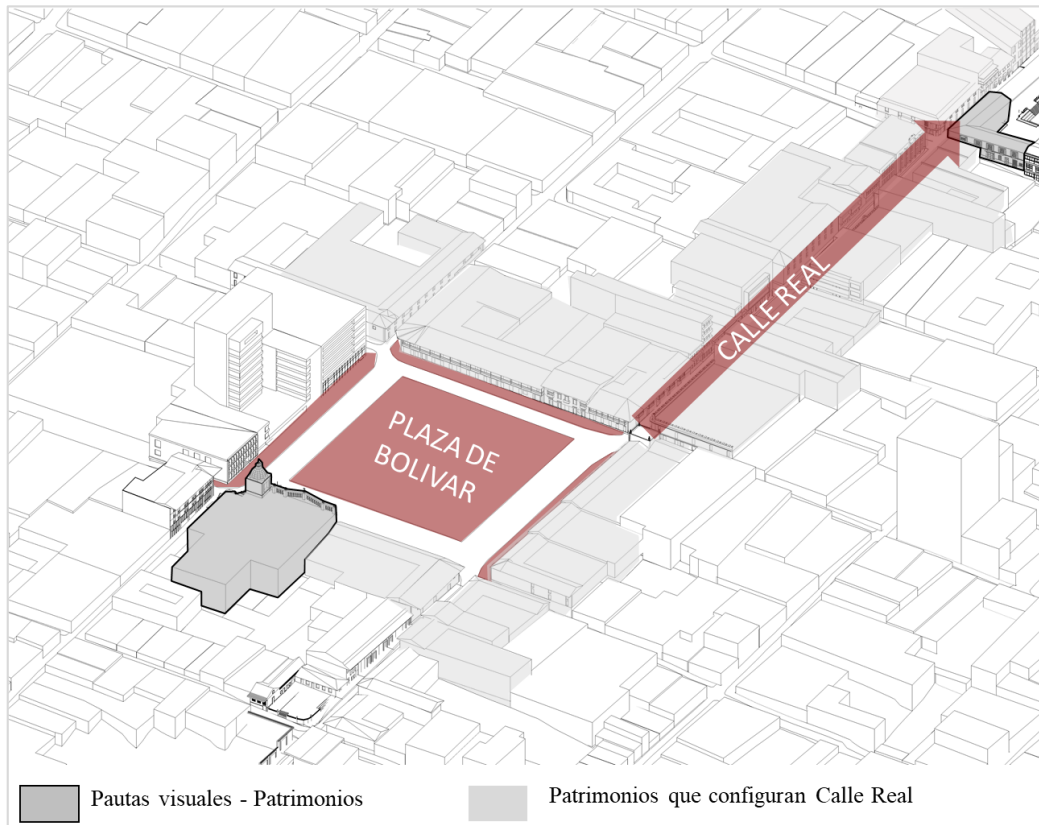 CALLE REAL
PLAZA DE
BOLIVAR
Pautas visuales - Patrimonios
Patrimonios que configuran Calle Real